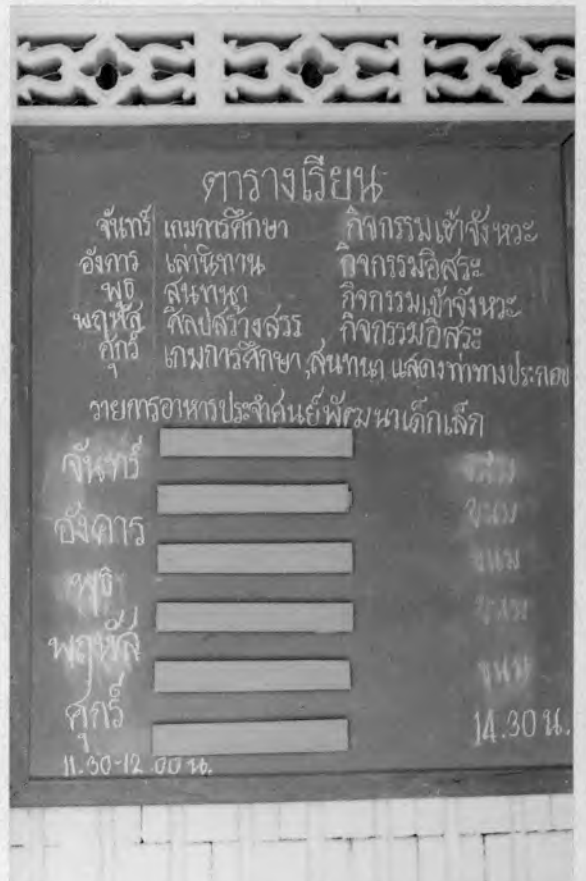 ตารางเรียน
จันทร์ เกมการศึกษา กิจกรรมเข้าจังหวะ
อังคาร เล่านิทาน กิจกรรมอิสระ
พุธ สนทนา กิจกรรมเข้าจังหวะ
พฤหัส ศิลปสร้างสรร กิจกรรมอิสระ
ศุกร์ เกมการศึกษา, สนทนา แสดงท่าทางประกอบ
รายการอาหารประจำศูนย์พัฒนาเด็กเล็ก
จันทร์ ขนม
อังคาร ขนม
พุธ ขนม
พฤหัส ขนม
ศุกร์ ขนม
11.30-12.00 น. 14.30 น.